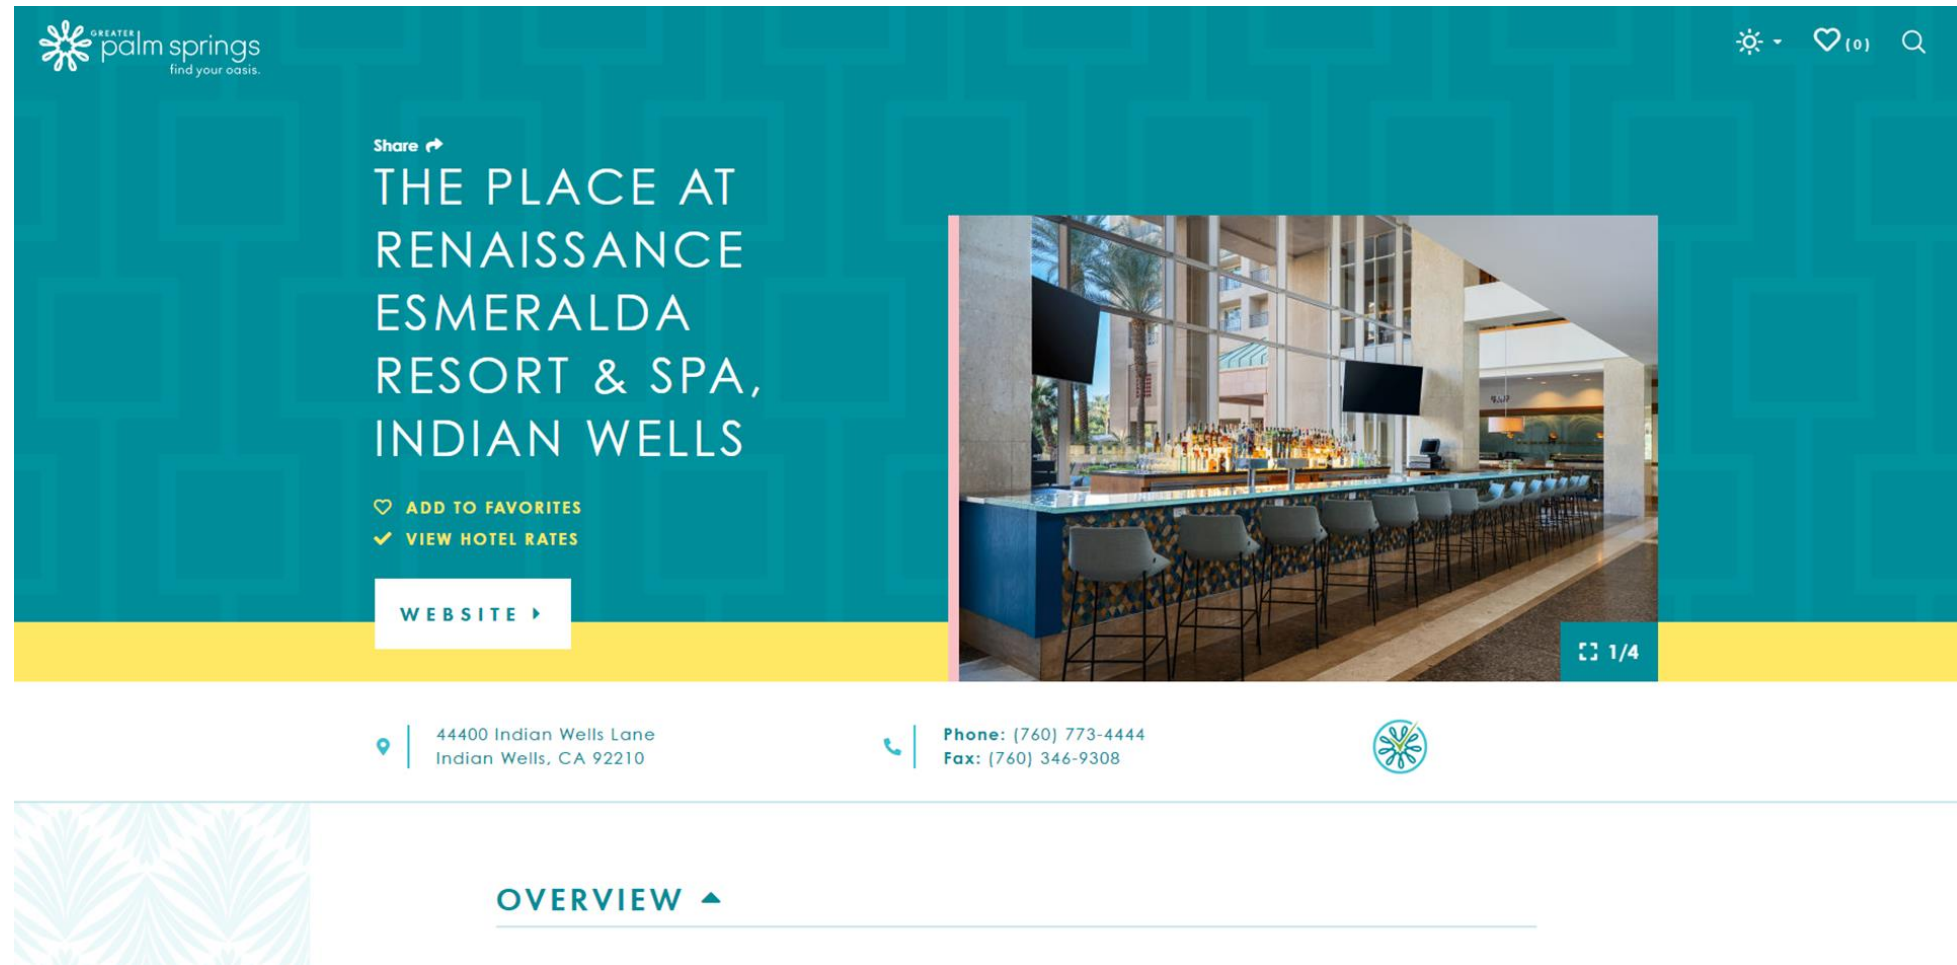 GREATER
palm springs
find your oasis.
(0)
Share
THE PLACE AT
RENAISSANCE
ESMERALDA
RESORT & SPA,
INDIAN WELLS
ADD TO FAVORITES
VIEW HOTEL RATES
WEBSITE
1/4
44400 Indian Wells Lane
Indian Wells, CA 92210
Phone: (760) 773-4444
Fax: (760) 346-9308
OVERVIEW